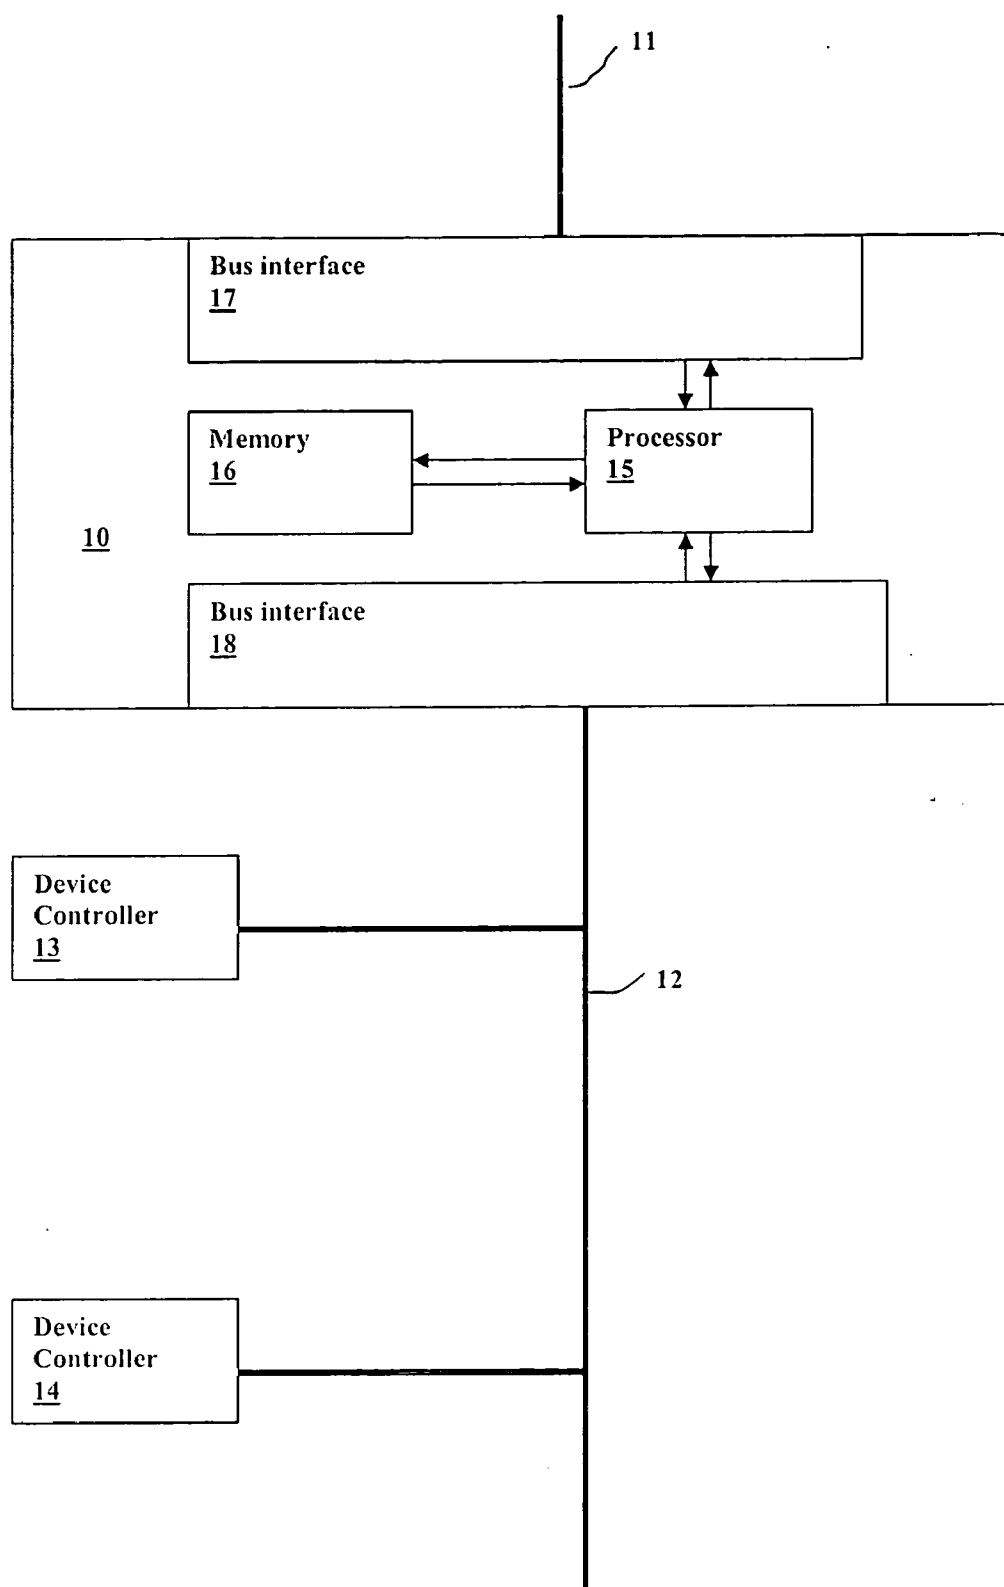 11
Bus interface
17
Memory
16
Processor
15
10
Bus interface
18
Device
Controller
13
12
Device
Controller
14